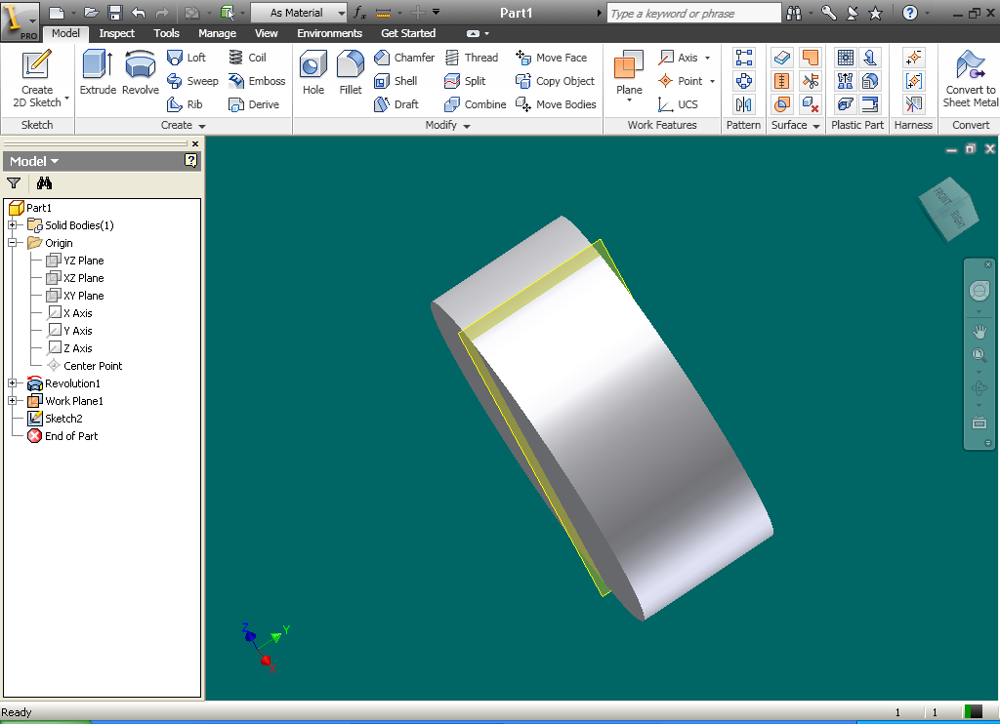 As Material
Part1
Type a keyword or phrase
PRO
Model Inspect Tools Manage View Environments Get Started
Create
2D Sketch
Extrude
Revolve
Loft
Sweep
Rib
Coil
Emboss
Derive
Hole
Fillet
Chamfer
Shell
Draft
Thread
Split
Combine
Move Face
Copy Object
Move Bodies
Plane
Axis
Point
UCS
Convert to
Sheet Metal
Sketch Create Modify Work Features Pattern Surface Plastic Part Harness Convert
Model
Part1
Solid Bodies(1)
Origin
YZ Plane
XZ Plane
XY Plane
X Axis
Y Axis
Z Axis
Center Point
Revolution1
Work Plane1
Sketch2
End of Part
FRONT
RIGHT
Z
Y
Ready
1 1